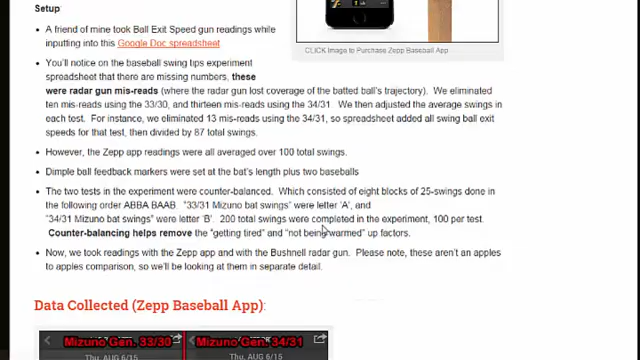 Setup:
CLICK Image to Purchase Zepp Baseball App
• A friend of mine took Ball Exit Speed gun readings while
inputting into this Google Doc spreadsheet
• You'll notice on the baseball swing tips experiment
spreadsheet that there are missing numbers, these
were radar gun mis-reads (where the radar gun lost coverage of the batted ball's trajectory). We eliminated
ten mis-reads using the 33/30, and thirteen mis-reads using the 34/31. We then adjusted the average swings in
each test. For instance, we eliminated 13 mis-reads using the 34/31, so spreadsheet added all swing ball exit
speeds for that test, then divided by 87 total swings.
• However, the Zepp app readings were all averaged over 100 total swings.
• Dimple ball feedback markers were set at the bat's length plus two baseballs
• The two tests in the experiment were counter-balanced. Which consisted of eight blocks of 25-swings done in
the following order ABBA BAAB. "33/31 Mizuno bat swings" were letter 'A', and
"34/31 Mizuno bat swings" were letter 'B'. 200 total swings were completed in the experiment, 100 per test.
Counter-balancing helps remove the "getting tired" and "not being warmed" up factors.
• Now, we took readings with the Zepp app and with the Bushnell radar gun. Please note, these aren't an apples
to apples comparison, so we'll be looking at them in separate detail.
Data Collected (Zepp Baseball App):
Mizuno Gen. 33/30 Mizuno Gen. 34/31
Thu, AUG 6/15 Thu, AUG 6/15